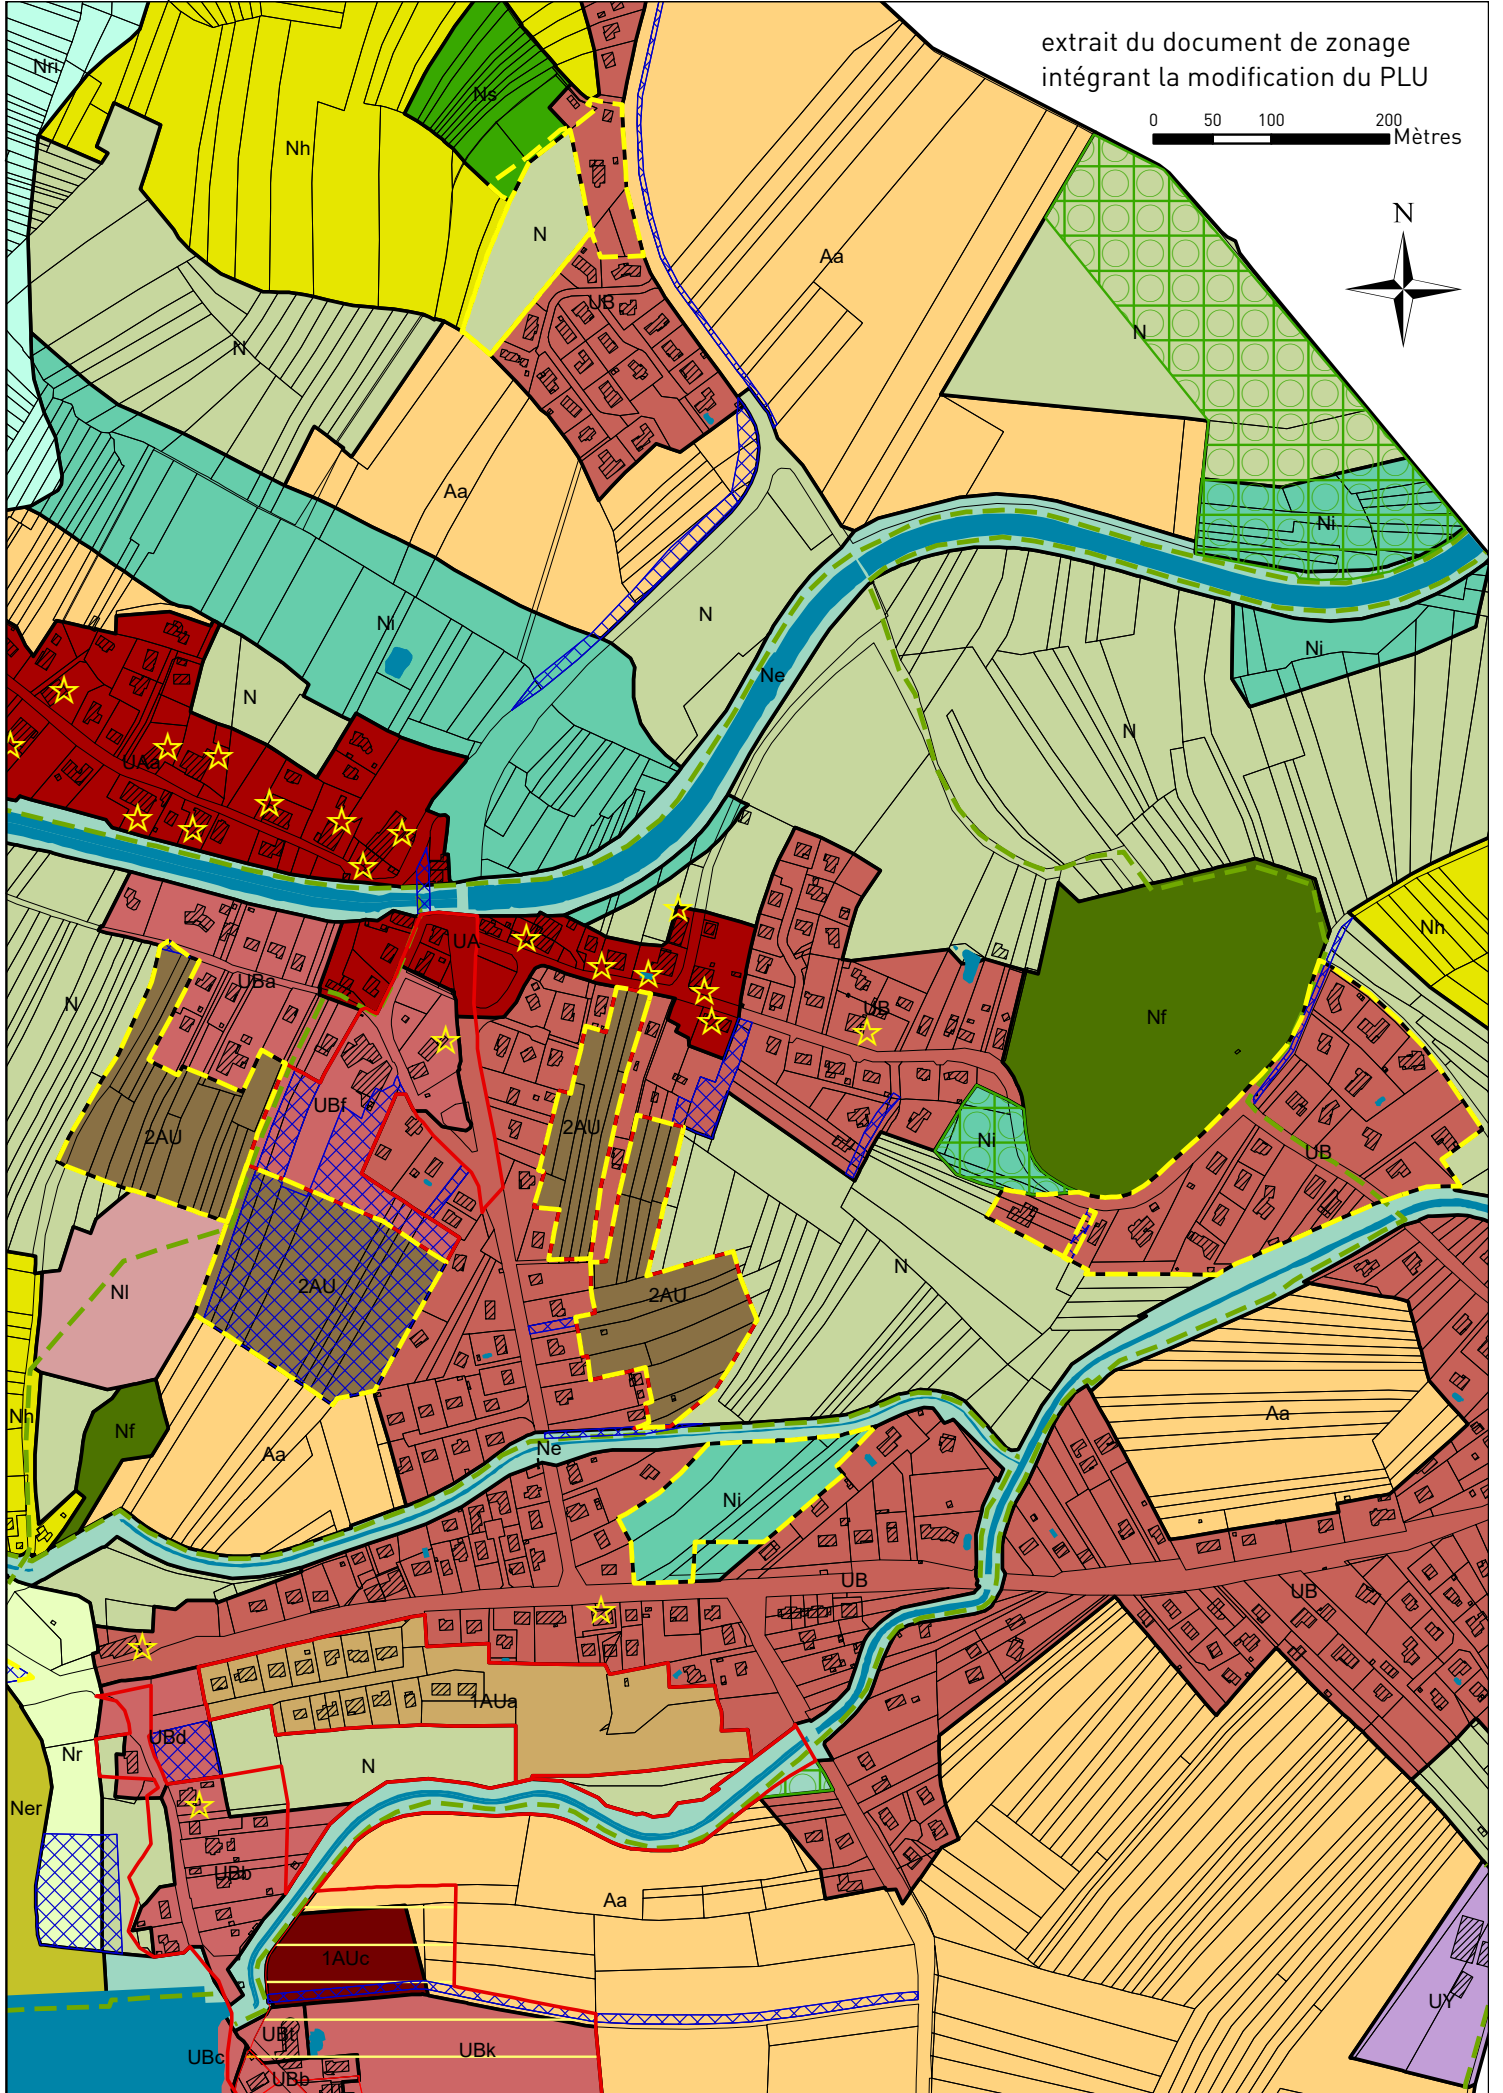 extrait du document de zonage
intégrant la modification du PLU
0 50 100 200
Mètres
N
Nri
Ns
Nh
N
Aa
UB
N
N
Aa
Ni
Ni
N
Ni
N
Ne
N
UAa
UA
Nh
UBa
N
UB
Nf
UBf
2AU
2AU
Ni
UB
N
Nl
2AU
2AU
Nh
Nf
Aa
Aa
Ne
Ni
UB
UB
1AUa
UBd
Nr
N
Ner
UBb
Aa
1AUc
UY
UBt
UBc
UBk
UBb